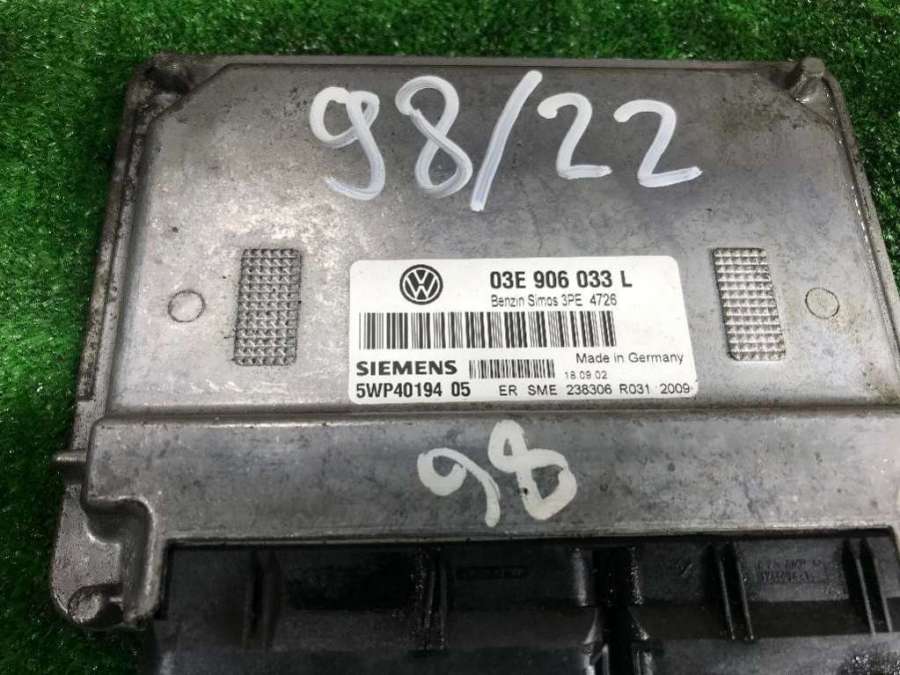 98/22
03E 906 033 L
Benzin Simos 3PE 4726
SIEMENS
Made in Germany
18.09.02
5WP40194 05 ER SME 238306 R031 2009
98